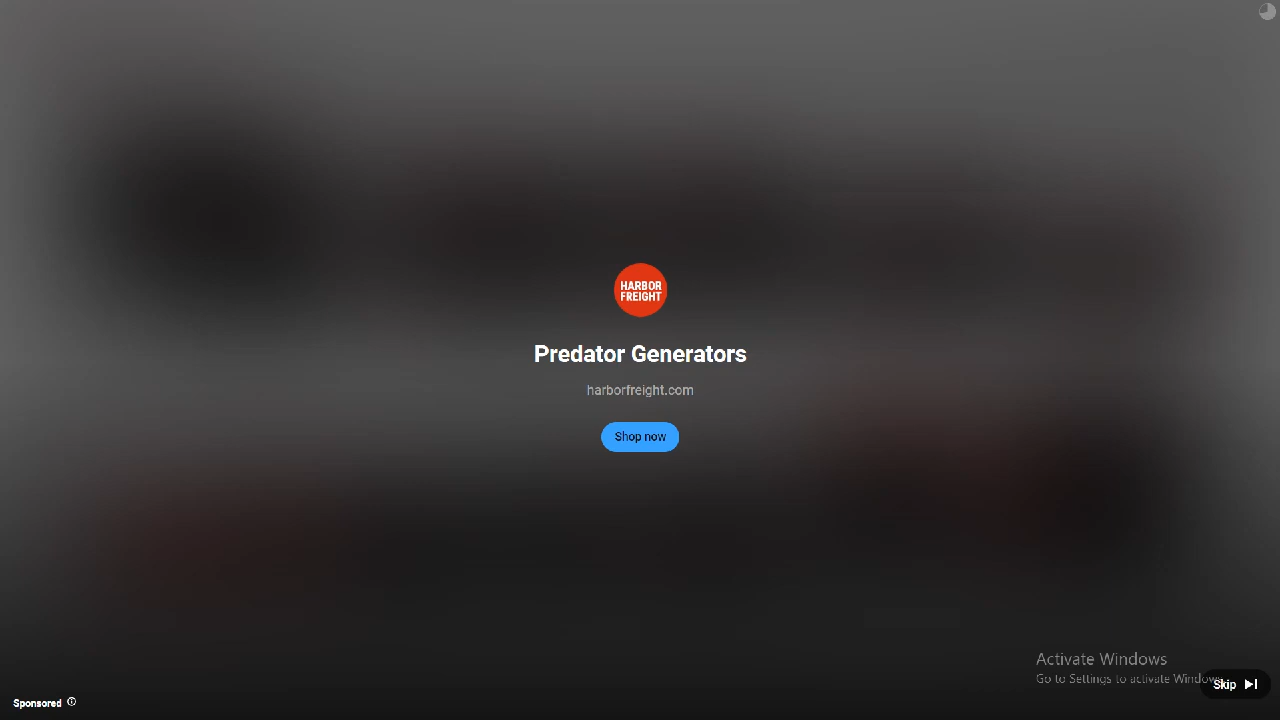 HARBOR
FREIGHT
Predator Generators
harborfreight.com
Shop now
Activate Windows
Go to Settings to activate Windows.
Skip
Sponsored